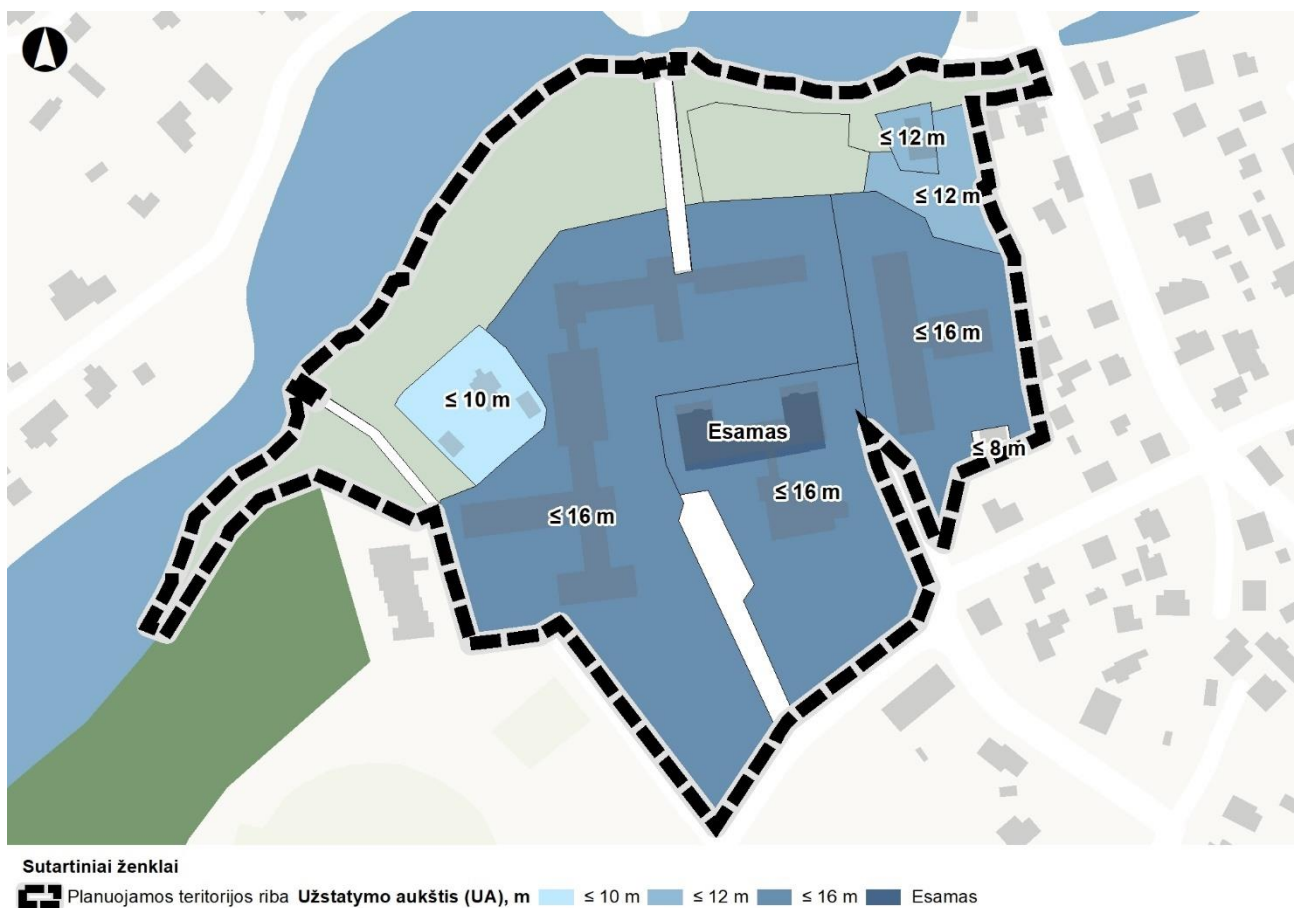 ≤ 12 m
≤ 12 m
≤ 16 m
≤ 10 m
Esamas
≤ 8 m
≤ 16 m
≤ 16 m
Sutartiniai ženklai
Planuojamos teritorijos riba Užstatymo aukštis (UA), m ≤ 10 m ≤ 12 m ≤ 16 m Esamas